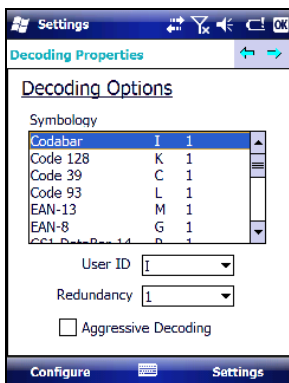 Settings OK
Decoding Properties
Decoding Options
Symbology
Codabar I 1
Code 128 K 1
Code 39 C 1
Code 93 L 1
EAN-13 M 1
EAN-8 G 1
User ID I
Redundancy 1
Aggressive Decoding
Configure Settings